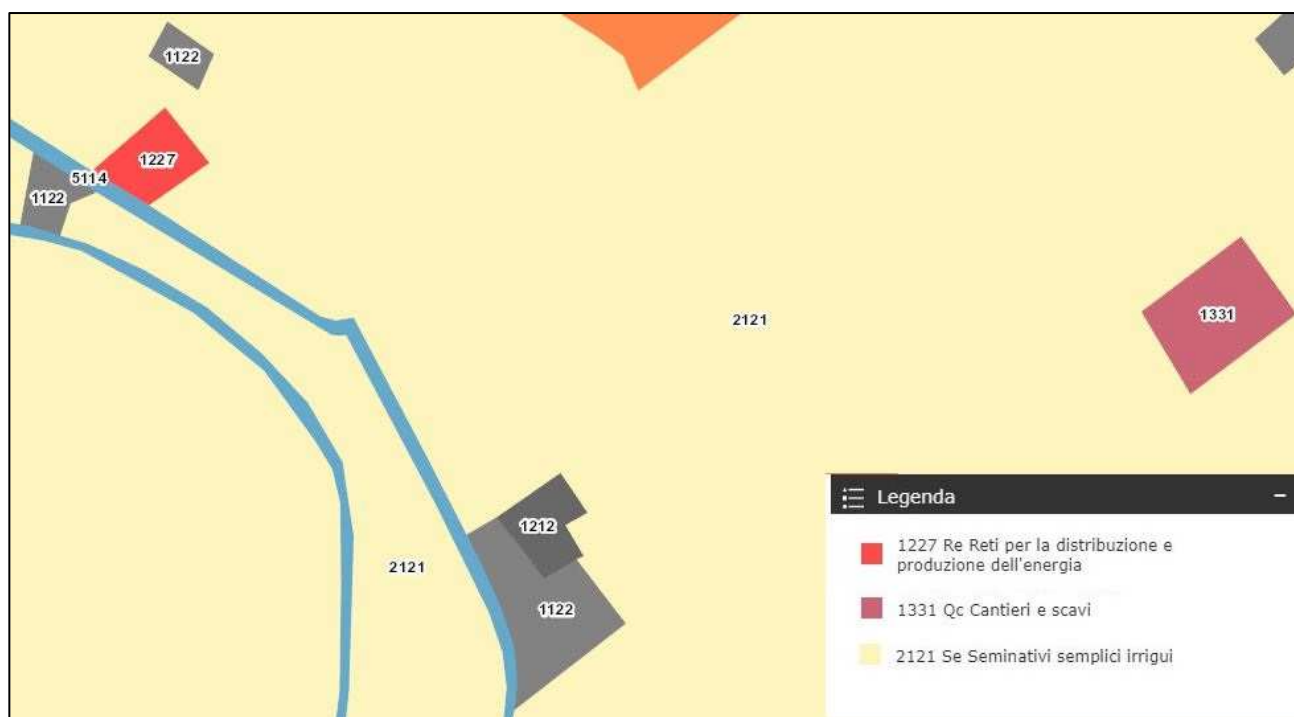 1122
1227
5114
1122
2121
1331
1212
2121
1122
Legenda
1227 Re Reti per la distribuzione e
produzione dell'energia
1331 Qc Cantieri e scavi
2121 Se Seminativi semplici irrigui